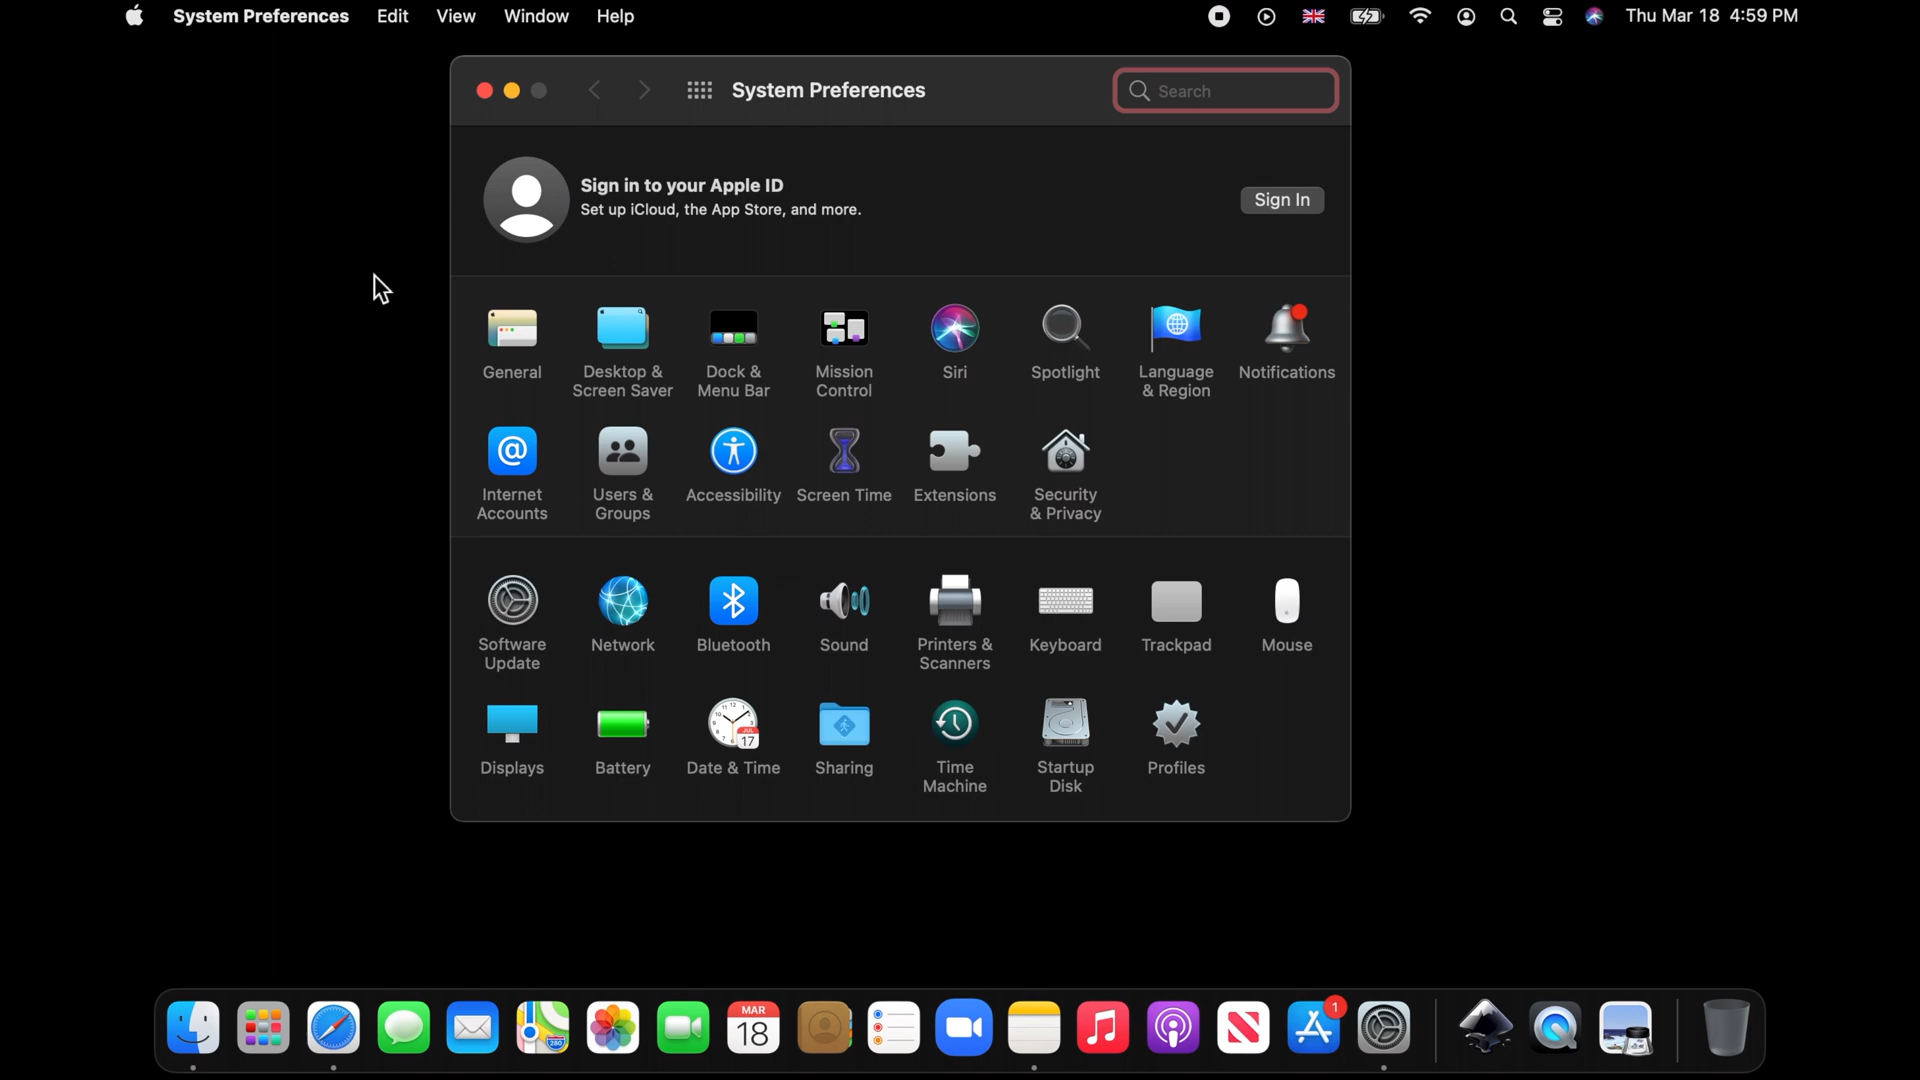 System Preferences Edit View Window Help Thu Mar 18 4:59 PM
System Preferences Search
Sign in to your Apple ID
Set up iCloud, the App Store, and more.
Sign In
General
Desktop &
Screen Saver
Dock &
Menu Bar
Mission
Control
Siri
Spotlight
Language
& Region
Notifications
Internet
Accounts
Users &
Groups
Accessibility
Screen Time
Extensions
Security
& Privacy
Software
Update
Network
Bluetooth
Sound
Printers &
Scanners
Keyboard
Trackpad
Mouse
Displays
Battery
JUL
17
Date & Time
Sharing
Time
Machine
Startup
Disk
Profiles
280
MAR
18
1